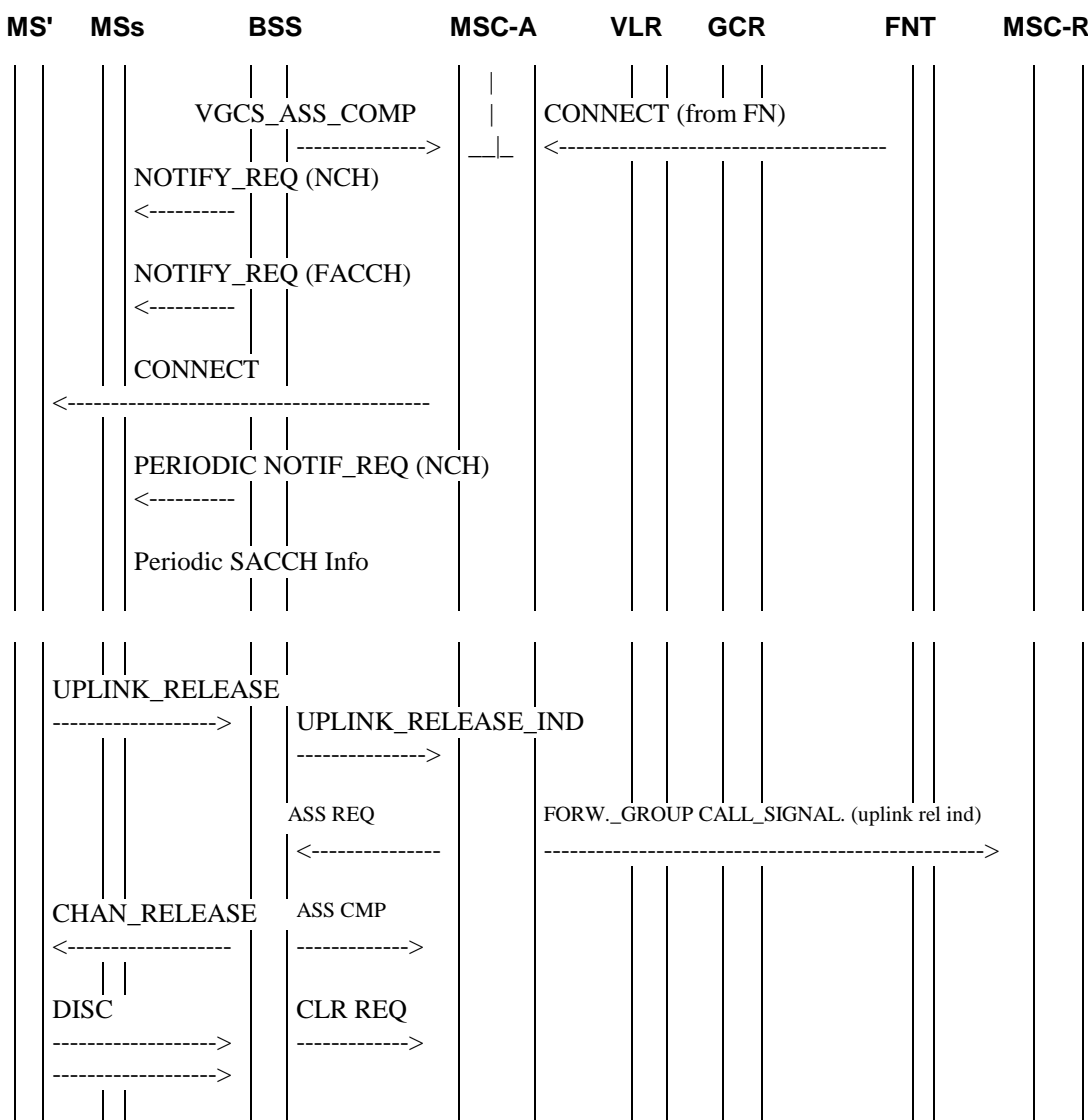 MS' MSs BSS MSC-A VLR GCR FNT MSC-R
VGCS_ASS_COMP CONNECT (from FN)
NOTIFY_REQ (NCH)
NOTIFY_REQ (FACCH)
CONNECT
PERIODIC NOTIF_REQ (NCH)
Periodic SACCH Info
UPLINK_RELEASE
UPLINK_RELEASE_IND
ASS REQ FORW._GROUP CALL_SIGNAL. (uplink rel ind)
CHAN_RELEASE ASS CMP
DISC CLR REQ